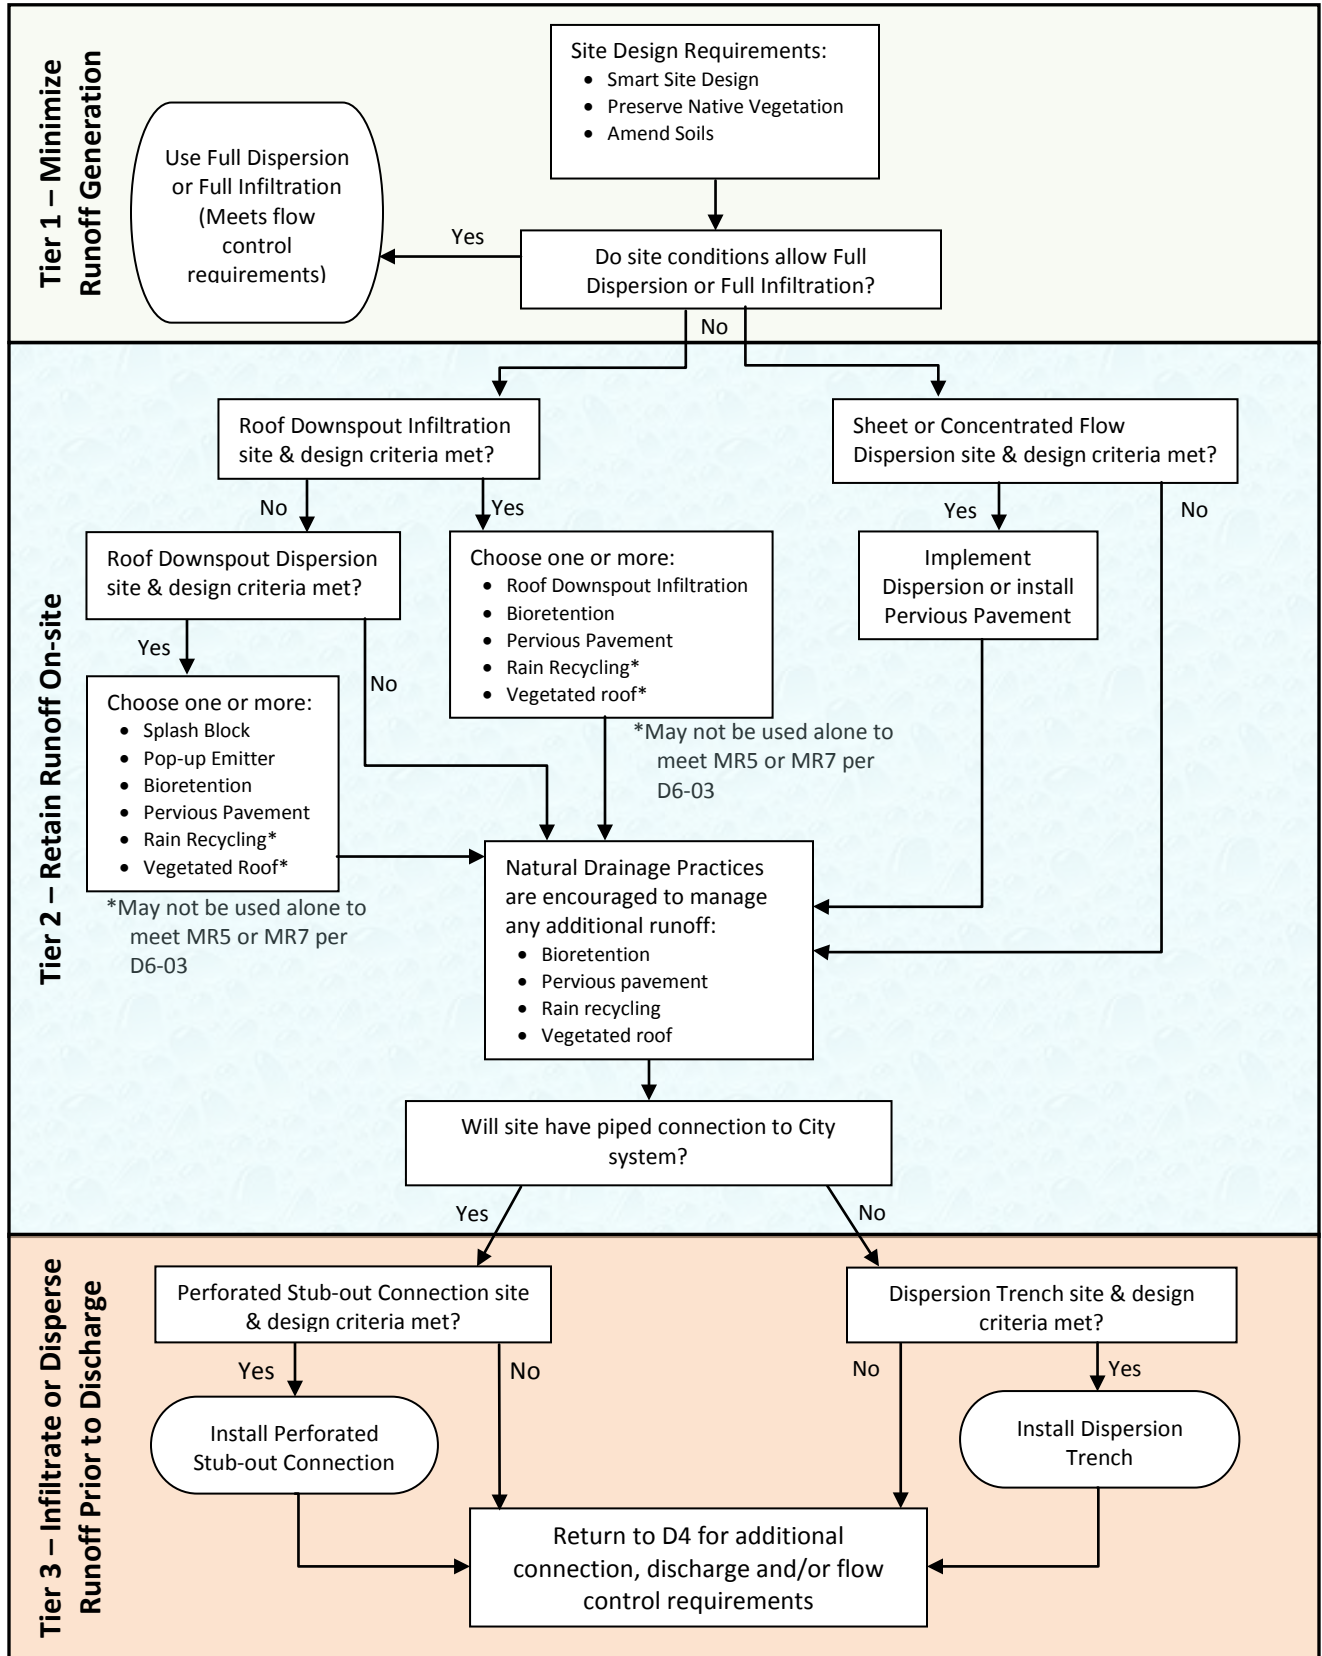 Tier 1 – Minimize
Runoff Generation
Site Design Requirements:
• Smart Site Design
• Preserve Native Vegetation
• Amend Soils
Use Full Dispersion
or Full Infiltration
(Meets flow
control
requirements)
Yes
Do site conditions allow Full
Dispersion or Full Infiltration?
No
Tier 2 – Retain Runoff On-site
Roof Downspout Infiltration
site & design criteria met?
Sheet or Concentrated Flow
Dispersion site & design criteria met?
No
Yes
Yes
No
Roof Downspout Dispersion
site & design criteria met?
Choose one or more:
• Roof Downspout Infiltration
• Bioretention
• Pervious Pavement
• Rain Recycling*
• Vegetated roof*
*May not be used alone to
meet MR5 or MR7 per
D6-03
Implement
Dispersion or install
Pervious Pavement
Yes
No
Choose one or more:
• Splash Block
• Pop-up Emitter
• Bioretention
• Pervious Pavement
• Rain Recycling*
• Vegetated Roof*
*May not be used alone to
meet MR5 or MR7 per
D6-03
Natural Drainage Practices
are encouraged to manage
any additional runoff:
• Bioretention
• Pervious pavement
• Rain recycling
• Vegetated roof
Will site have piped connection to City
system?
Yes
No
Tier 3 – Infiltrate or Disperse
Runoff Prior to Discharge
Perforated Stub-out Connection site
& design criteria met?
Dispersion Trench site & design
criteria met?
Yes
No
No
Yes
Install Perforated
Stub-out Connection
Install Dispersion
Trench
Return to D4 for additional
connection, discharge and/or flow
control requirements